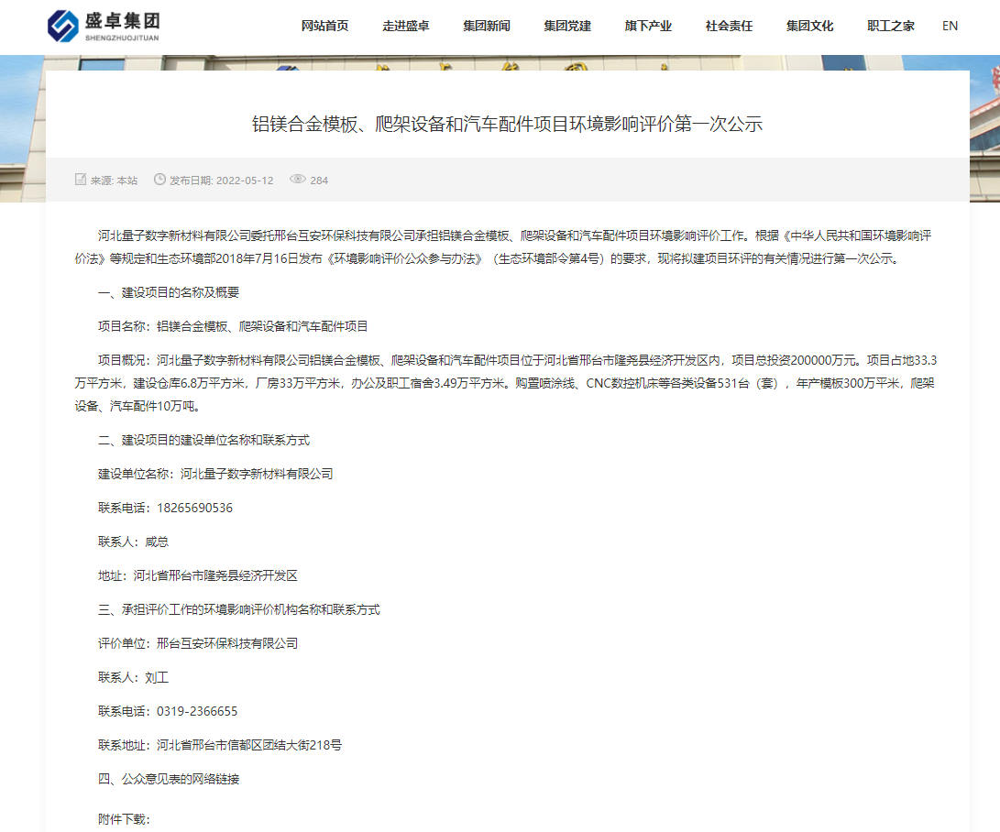 盛卓集团
SHENGZHUOJITUAN
网站首页 走进盛卓 集团新闻 集团党建 旗下产业 社会责任 集团文化 职工之家 EN
铝镁合金模板、爬架设备和汽车配件项目环境影响评价第一次公示
来源: 本站 发布日期: 2022-05-12 284
河北量子数字新材料有限公司委托邢台互安环保科技有限公司承担铝镁合金模板、爬架设备和汽车配件项目环境影响评价工作。根据《中华人民共和国环境影响评
价法》等规定和生态环境部2018年7月16日发布《环境影响评价公众参与办法》（生态环境部令第4号）的要求，现将拟建项目环评的有关情况进行第一次公示。
一、建设项目的名称及概要
项目名称：铝镁合金模板、爬架设备和汽车配件项目
项目概况：河北量子数字新材料有限公司铝镁合金模板、爬架设备和汽车配件项目位于河北省邢台市隆尧县经济开发区内，项目总投资200000万元。项目占地33.3
万平方米，建设仓库6.8万平方米，厂房33万平方米，办公及职工宿舍3.49万平方米。购置喷涂线、CNC数控机床等各类设备531台（套），年产模板300万平米，爬架
设备、汽车配件10万吨。
二、建设项目的建设单位名称和联系方式
建设单位名称：河北量子数字新材料有限公司
联系电话：18265690536
联系人：咸总
地址：河北省邢台市隆尧县经济开发区
三、承担评价工作的环境影响评价机构名称和联系方式
评价单位：邢台互安环保科技有限公司
联系人：刘工
联系电话：0319-2366655
联系地址：河北省邢台市信都区团结大街218号
四、公众意见表的网络链接
附件下载：